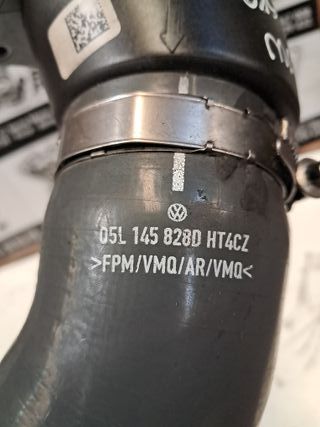 05L 145 828D HT4CZ
>FPM/VMQ/AR/VMQ<